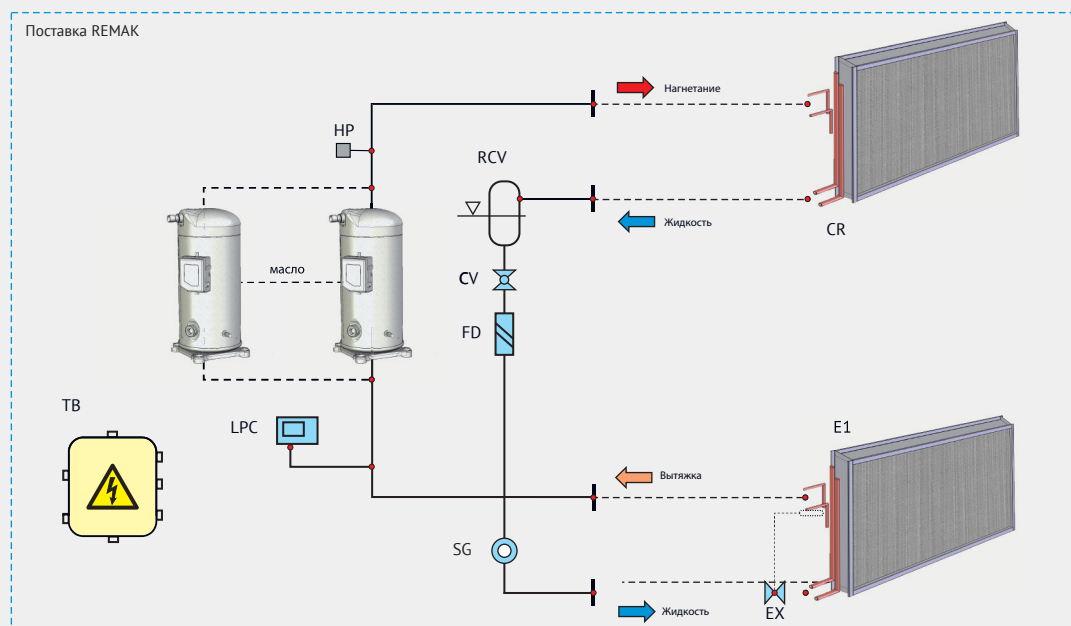 Поставка REMAK
Нагнетание
HP
RCV
Жидкость
CR
масло
CV
FD
TB
LPC
E1
Вытяжка
SG
EX
Жидкость